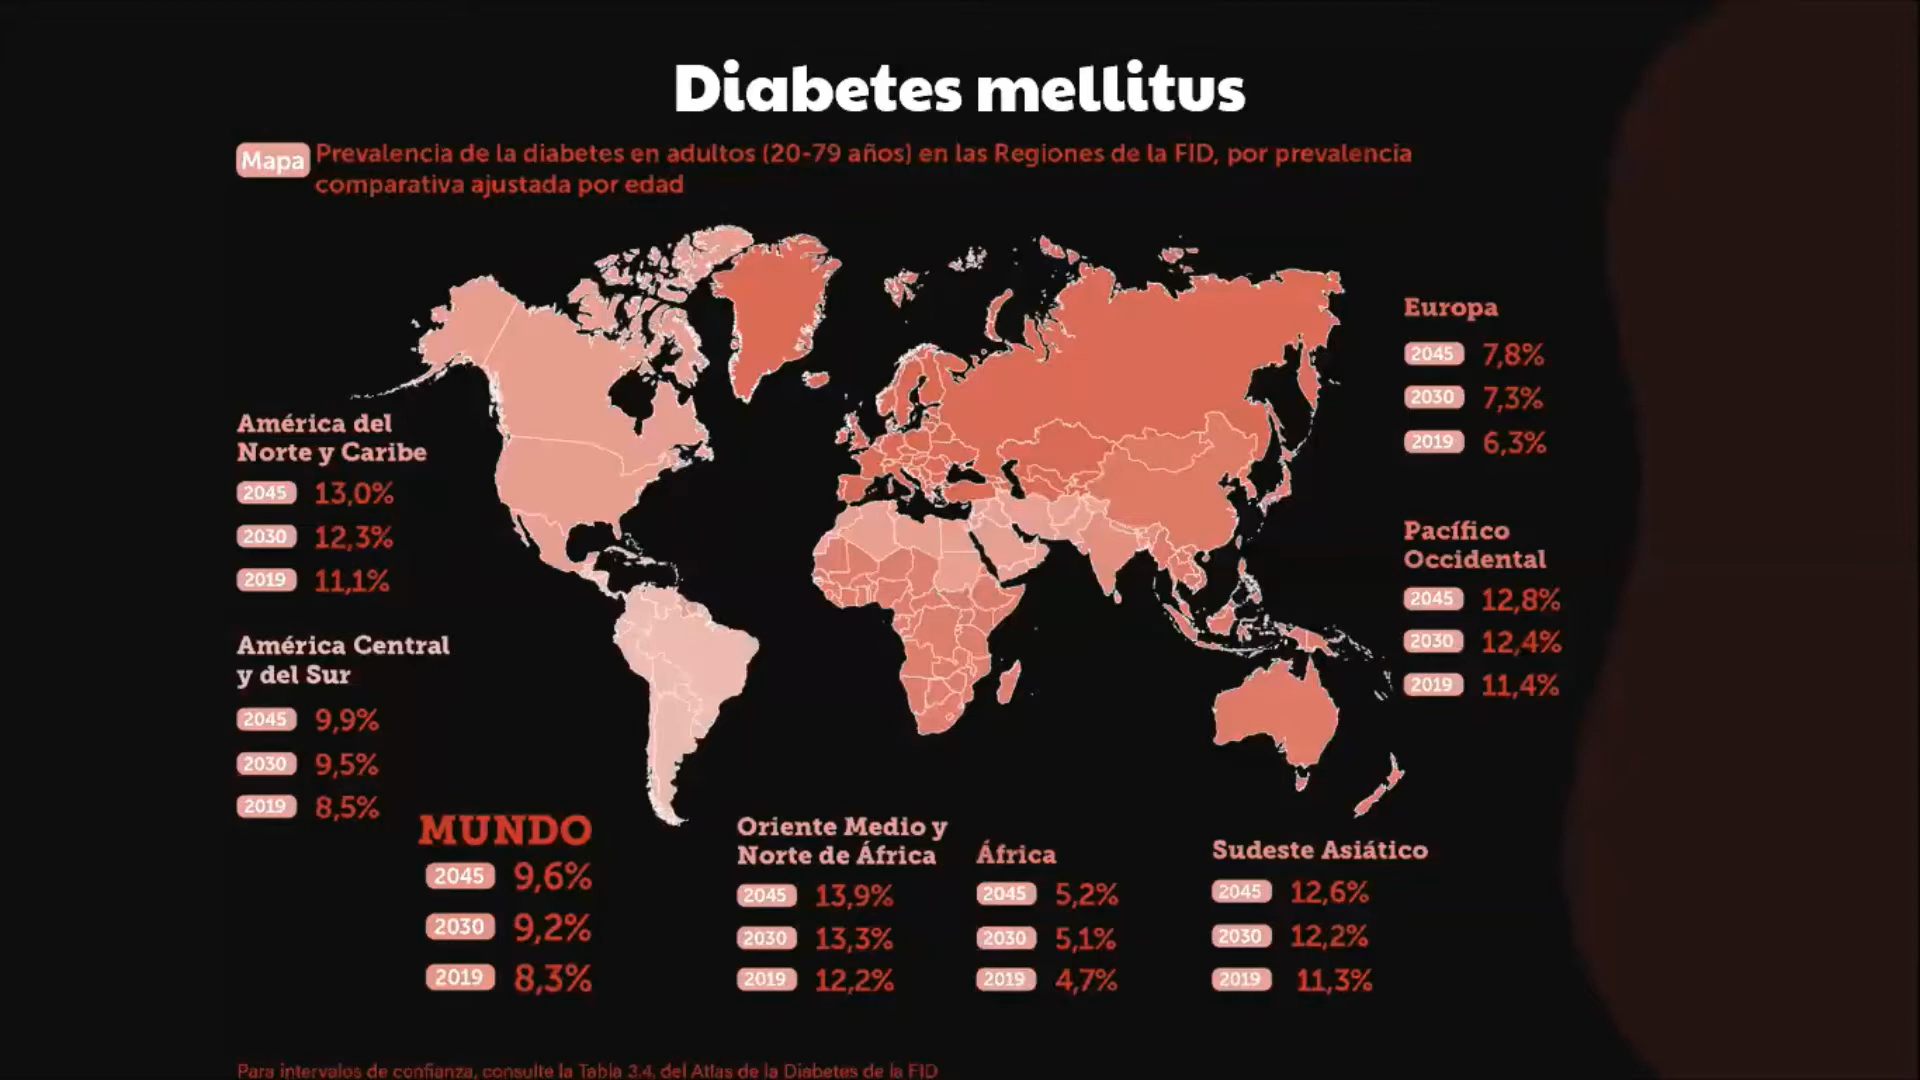 Diabetes mellitus
Mapa
Prevalencia de la diabetes en adultos (20-79 años) en las Regiones de la FID, por prevalencia
comparativa ajustada por edad
América del
Norte y Caribe
2045 13,0%
2030 12,3%
2019 11,1%
América Central
y del Sur
2045 9,9%
2030 9,5%
2019 8,5%
MUNDO
2045 9,6%
2030 9,2%
2019 8,3%
Oriente Medio y
Norte de África
2045 13,9%
2030 13,3%
2019 12,2%
África
2045 5,2%
2030 5,1%
2019 4,7%
Sudeste Asiático
2045 12,6%
2030 12,2%
2019 11,3%
Europa
2045 7,8%
2030 7,3%
2019 6,3%
Pacífico
Occidental
2045 12,8%
2030 12,4%
2019 11,4%
Para intervalos de confianza, consulte la Tabla 3.4. del Atlas de la Diabetes de la FID